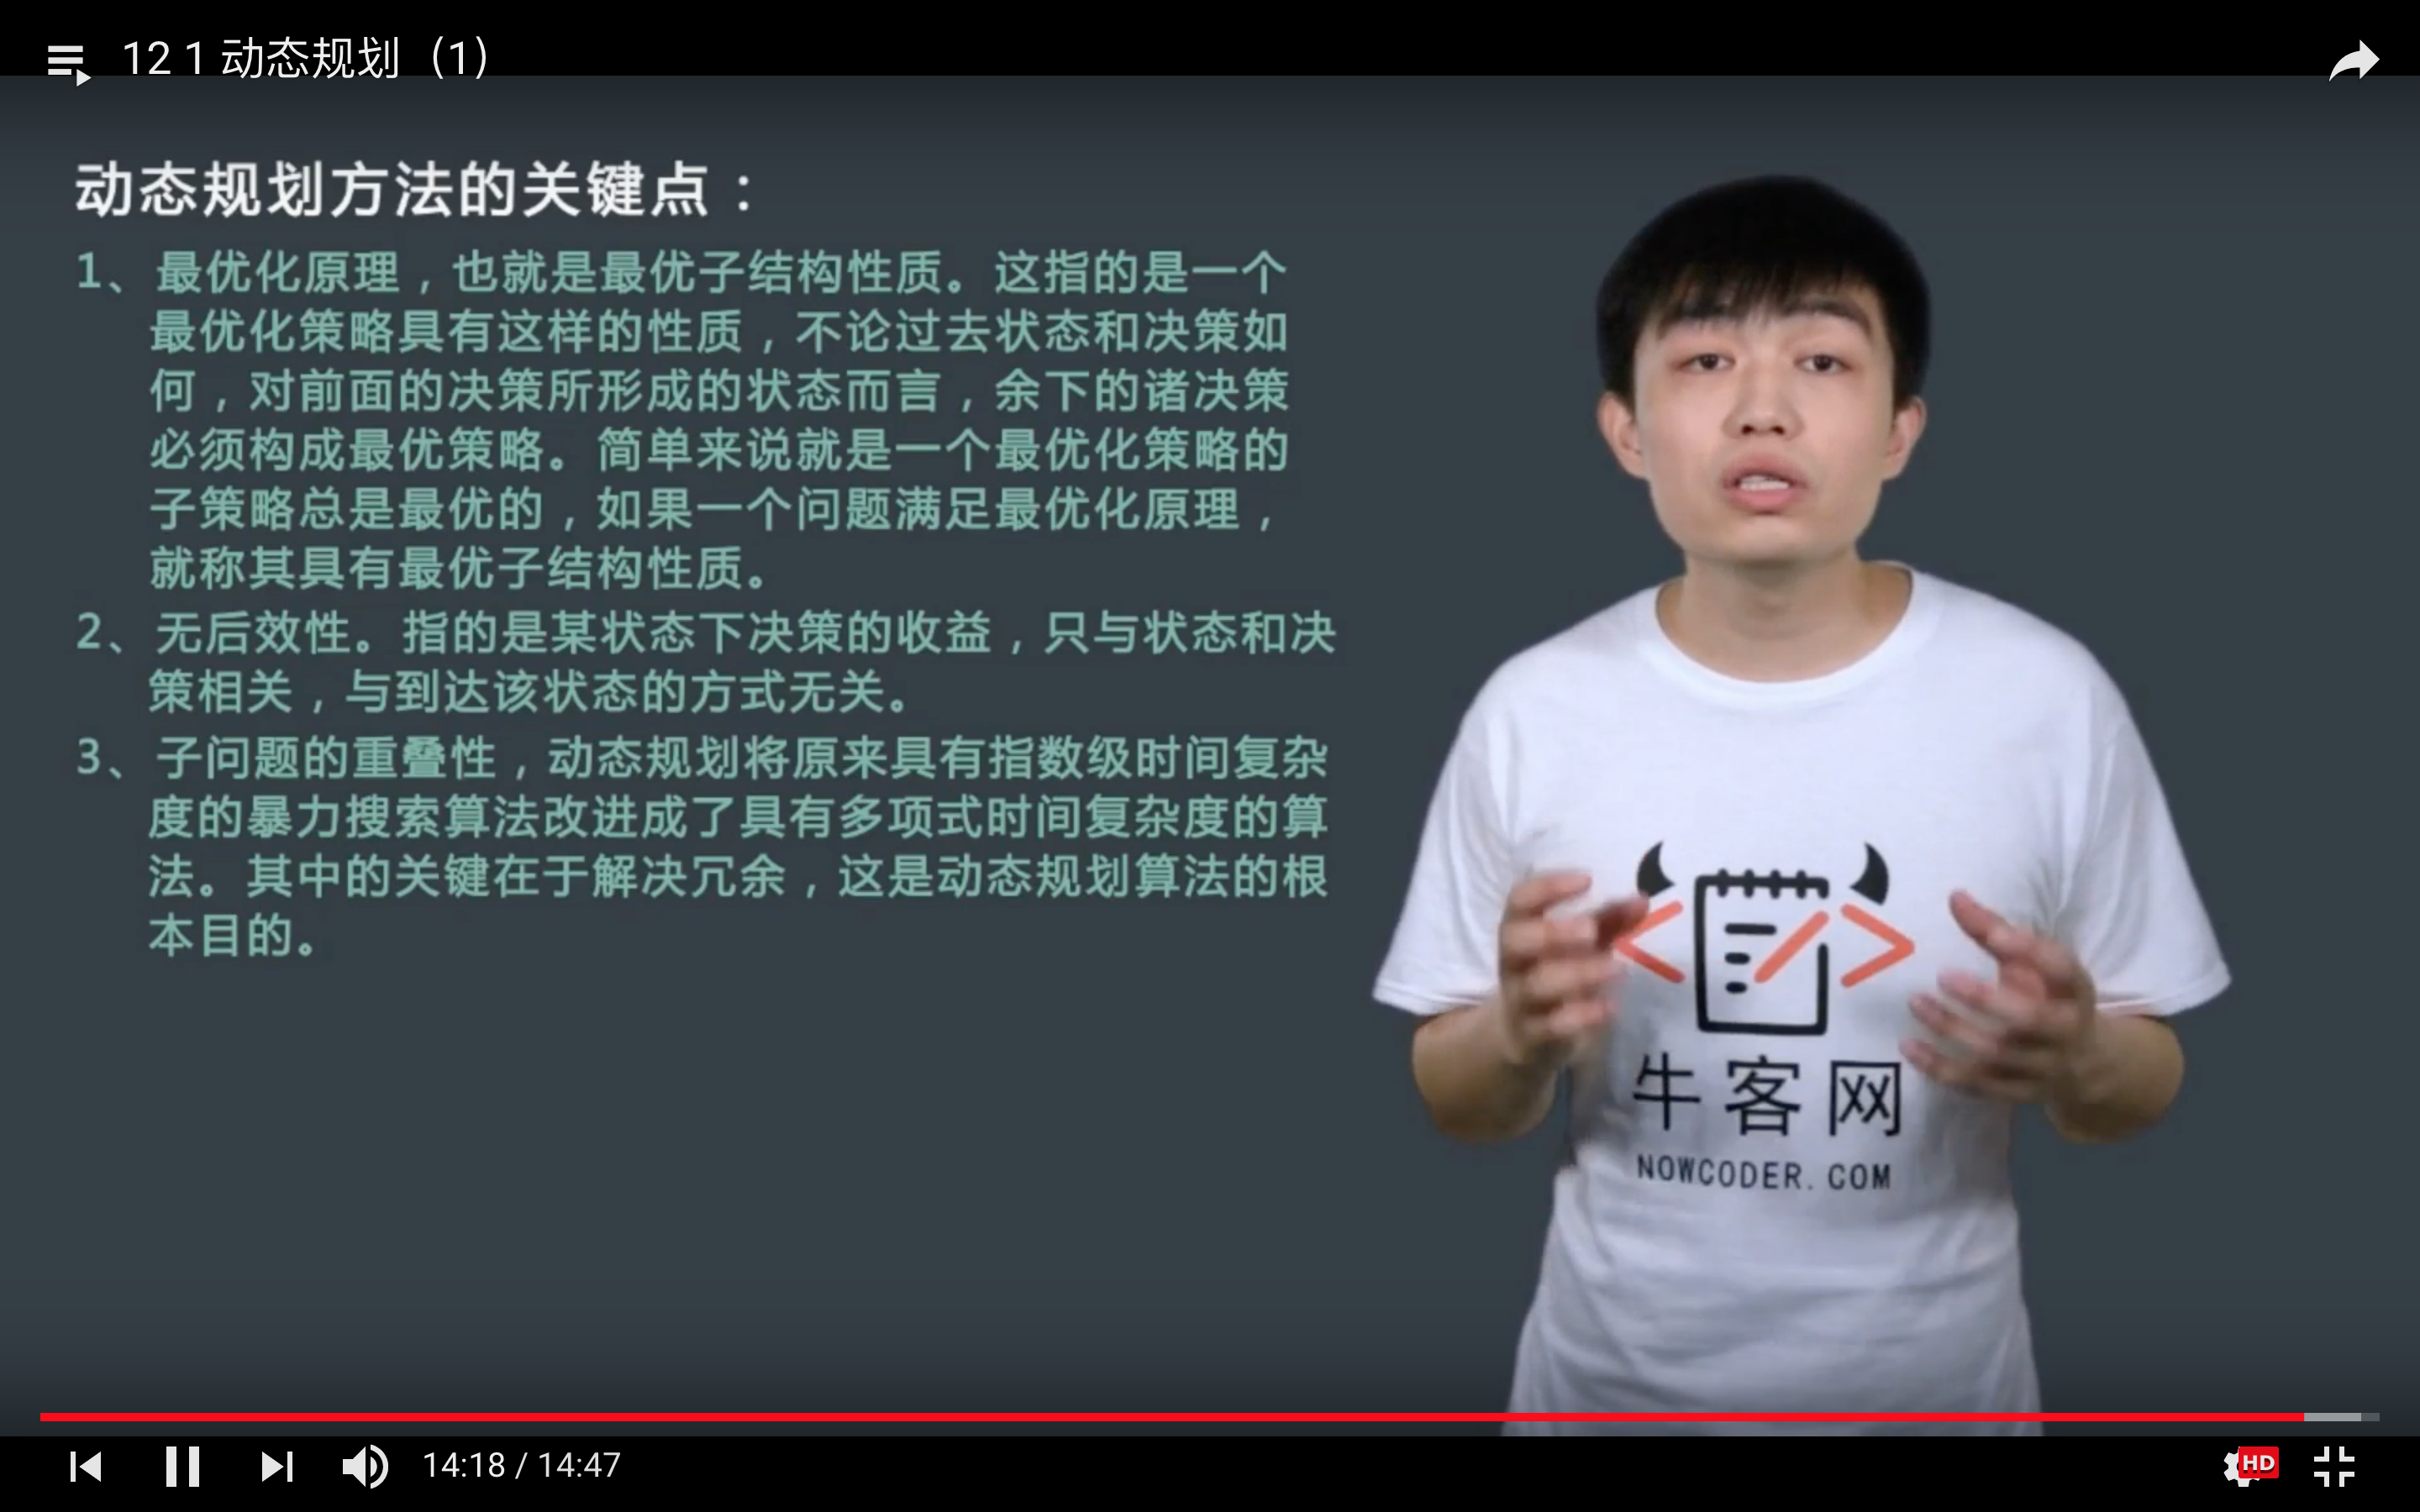 12 1 动态规划（1）
动态规划方法的关键点：
1、最优化原理，也就是最优子结构性质。这指的是一个
最优化策略具有这样的性质，不论过去状态和决策如
何，对前面的决策所形成的状态而言，余下的诸决策
必须构成最优策略。简单来说就是一个最优化策略的
子策略总是最优的，如果一个问题满足最优化原理，
就称其具有最优子结构性质。
2、无后效性。指的是某状态下决策的收益，只与状态和决
策相关，与到达该状态的方式无关。
3、子问题的重叠性，动态规划将原来具有指数级时间复杂
度的暴力搜索算法改进成了具有多项式时间复杂度的算
法。其中的关键在于解决冗余，这是动态规划算法的根
本目的。
牛客网
NOWCODER.COM
14:18 / 14:47
HD